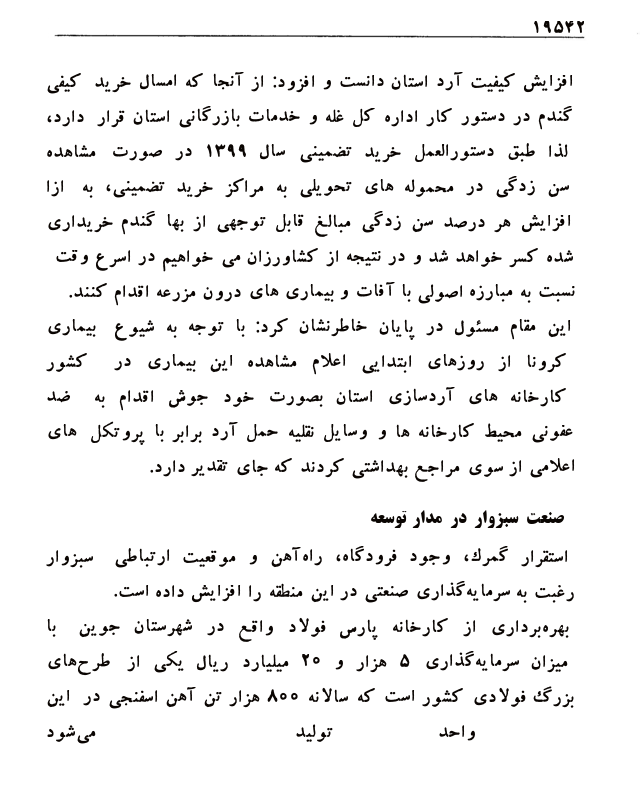 ۱۹۵۴۲
افزایش کیفیت آرد استان دانست و افزود: از آنجا که امسال خرید کیفی
گندم در دستور کار اداره کل غله و خدمات بازرگانی استان قرار دارد،
لذا طبق دستورالعمل خرید تضمینی سال ۱۳۹۹ در صورت مشاهده
سن زدگی در محموله های تحویلی به مراکز خرید تضمینی، به ازا
افزایش هر درصد سن زدگی مبالغ قابل توجهی از بها گندم خریداری
شده کسر خواهد شد و در نتیجه از کشاورزان می خواهیم در اسرع وقت
نسبت به مبارزه اصولی با آفات و بیماری های درون مزرعه اقدام کنند.
این مقام مسئول در پایان خاطرنشان کرد: با توجه به شیوع بیماری
کرونا از روزهای ابتدایی اعلام مشاهده این بیماری در کشور
کارخانه های آردسازی استان بصورت خود جوش اقدام به ضد
عفونی محیط کارخانه ها و وسایل نقلیه حمل آرد برابر با پروتکل های
اعلامی از سوی مراجع بهداشتی کردند که جای تقدیر دارد.
صنعت سبزوار در مدار توسعه
استقرار گمرك، وجود فرودگاه، راه‌آهن و موقعیت ارتباطی سبزوار
رغبت به سرمایه‌گذاری صنعتی در این منطقه را افزایش داده است.
بهره‌برداری از کارخانه پارس فولاد واقع در شهرستان جوین با
میزان سرمایه‌گذاری ۵ هزار و ۲۰ میلیارد ریال یکی از طرح‌های
بزرگ فولادی کشور است که سالانه ۸۰۰ هزار تن آهن اسفنجی در این
واحد تولید می‌شود